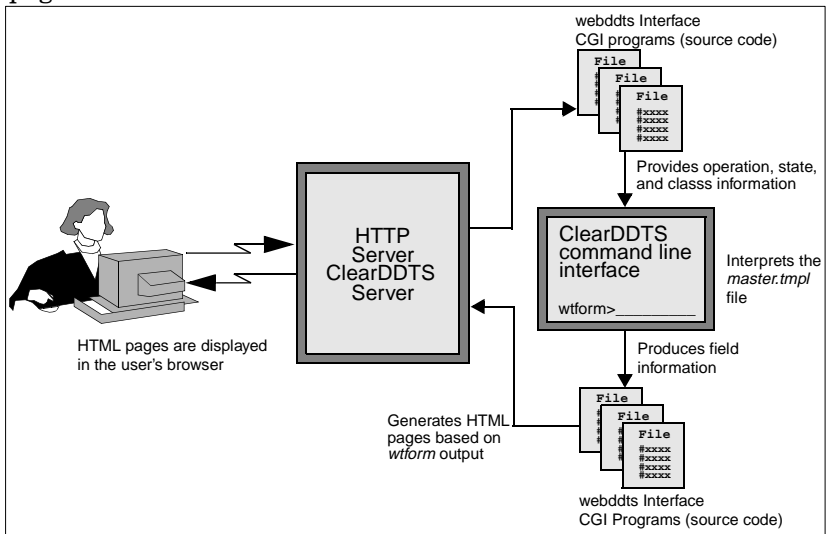 webddts Interface
CGI programs (source code)
File
#
#
#
#
File
#
#
#
#
File
#xxxx
#xxxx
#xxxx
#xxxx
Provides operation, state,
and classs information
HTTP
Server
ClearDDTS
Server
ClearDDTS
command line
interface
wtform>__________
Interprets the
master.tmpl
file
HTML pages are displayed
in the user's browser
Produces field
information
Generates HTML
pages based on
wtform output
File
#
#
#
#
File
#
#
#
#
File
#xxxx
#xxxx
#xxxx
#xxxx
webddts Interface
CGI Programs (source code)